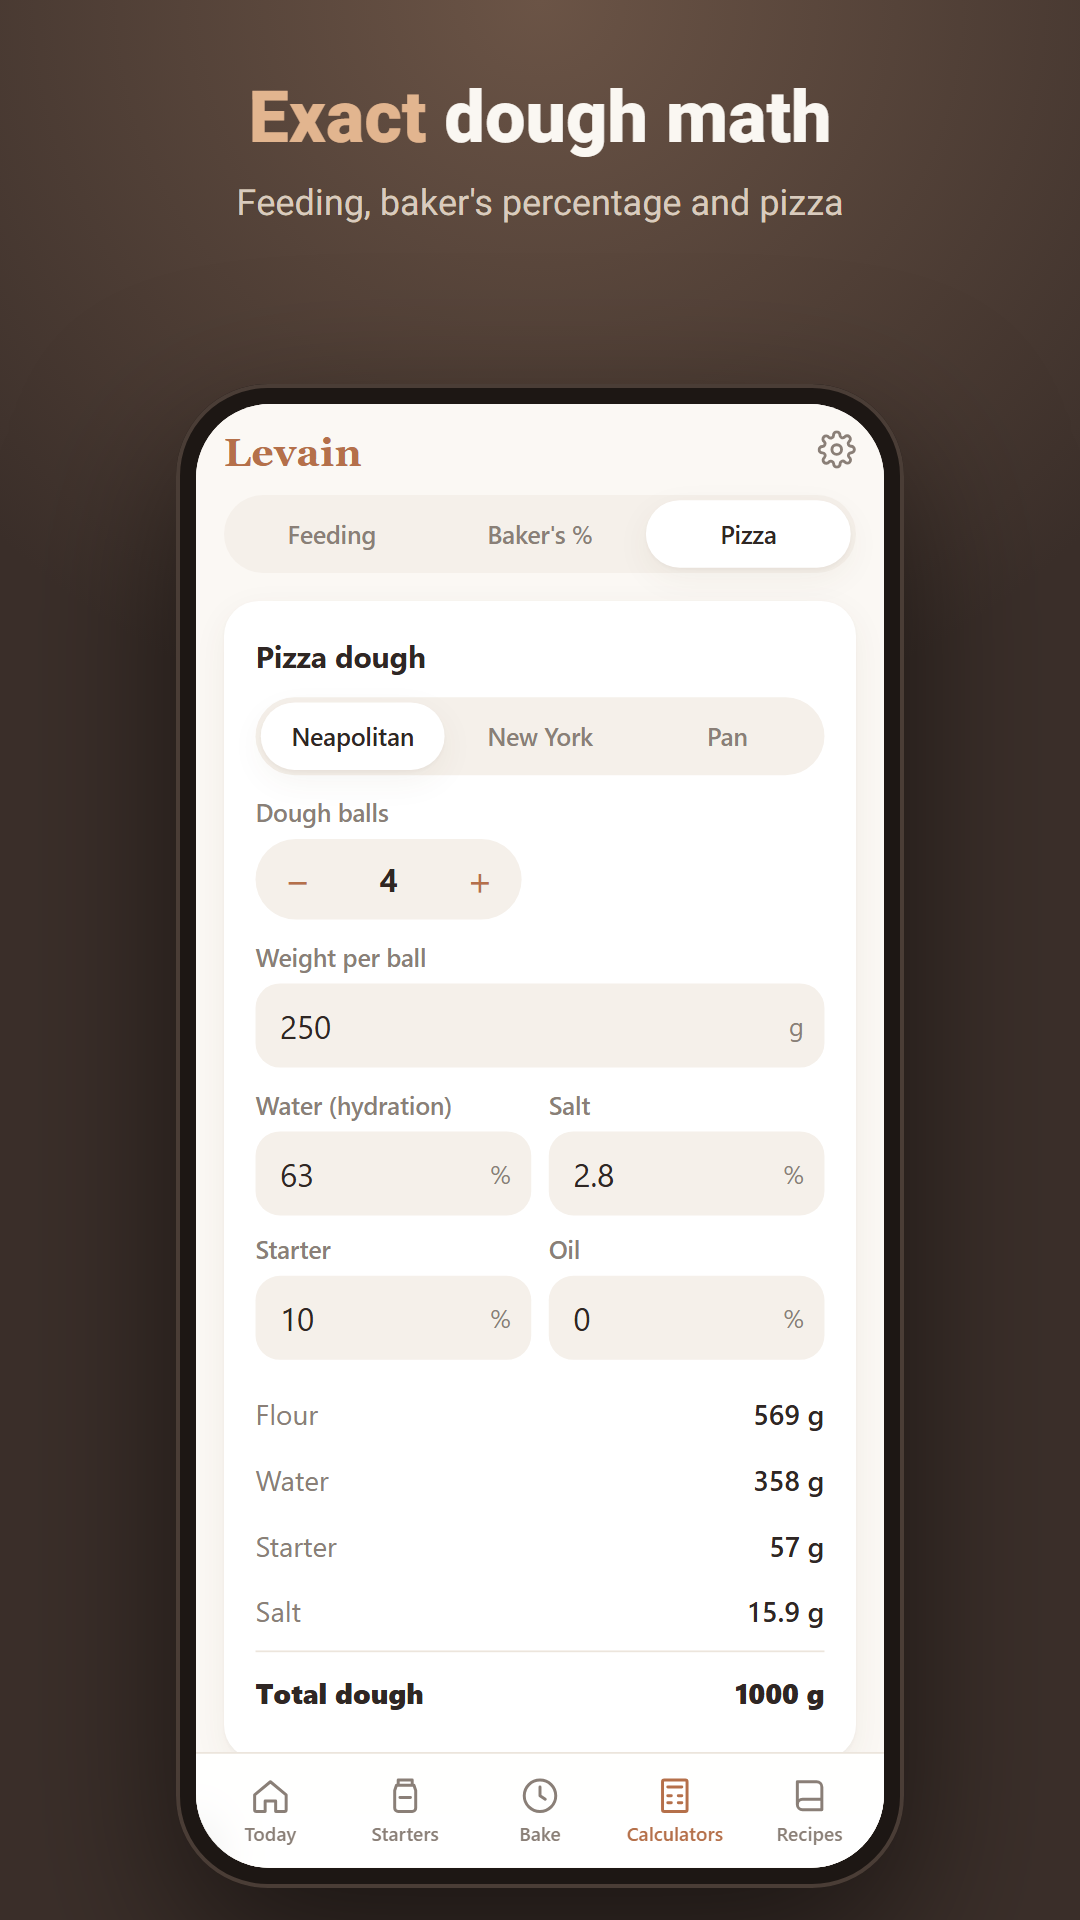 Exact dough math
Feeding, baker's percentage and pizza
Levain
Feeding Baker's % Pizza
Pizza dough
Neapolitan New York Pan
Dough balls
− 4 +
Weight per ball
250 g
Water (hydration) Salt
63 % 2.8 %
Starter Oil
10 % 0 %
Flour 569 g
Water 358 g
Starter 57 g
Salt 15.9 g
Total dough 1000 g
Today Starters Bake Calculators Recipes